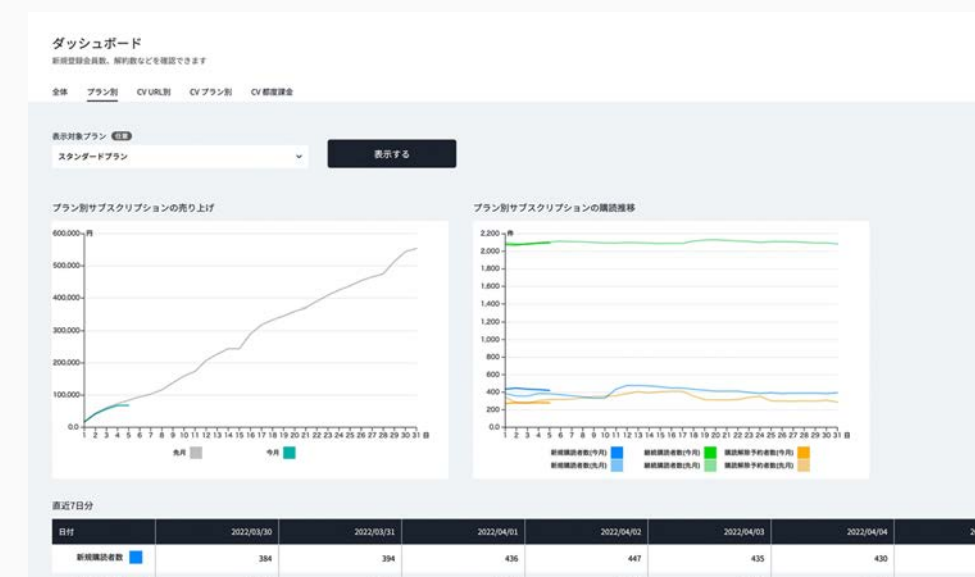 ダッシュボード
新規登録会員数、解約数などを確認できます
全体 プラン別 CV URL別 CV プラン別 CV 都度課金
表示対象プラン 任意
スタンダードプラン 表示する
プラン別サブスクリプションの売り上げ
600,000 円
500,000
400,000
300,000
200,000
100,000
0.0
1 2 3 4 5 6 7 8 9 10 11 12 13 14 15 16 17 18 19 20 21 22 23 24 25 26 27 28 29 30 31 日
先月 今月
プラン別サブスクリプションの購読推移
2,200 件
2,000
1,800
1,600
1,400
1,200
1,000
800
600
400
200
0.0
1 2 3 4 5 6 7 8 9 10 11 12 13 14 15 16 17 18 19 20 21 22 23 24 25 26 27 28 29 30 31 日
新規購読者数(今月) 継続購読者数(今月) 購読解除予約者数(今月)
新規購読者数(先月) 継続購読者数(先月) 購読解除予約者数(先月)
直近7日分
日付 2022/03/30 2022/03/31 2022/04/01 2022/04/02 2022/04/03 2022/04/04
新規購読者数 384 394 436 447 435 430